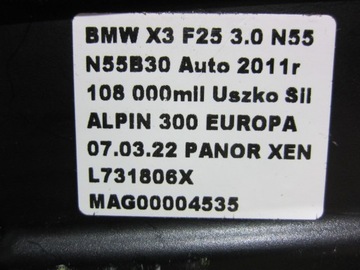 BMW X3 F25 3.0 N55
N55B30 Auto 2011r
108 000mil Uszko Sil
ALPIN 300 EUROPA
07.03.22 PANOR XEN
L731806X
MAG00004535